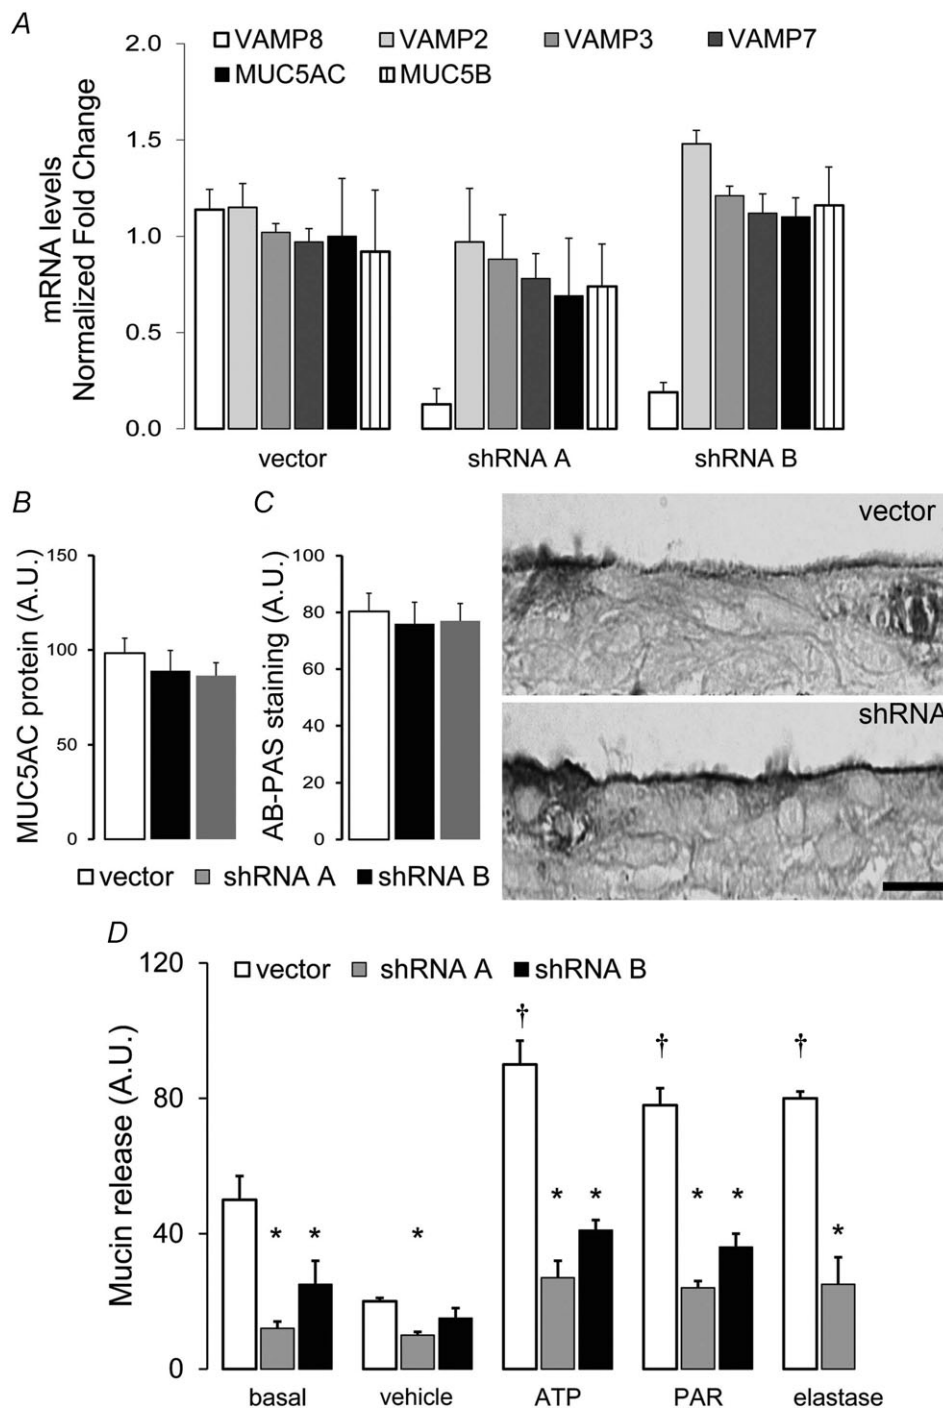 A
VAMP8 VAMP2 VAMP3 VAMP7
MUC5AC MUC5B
mRNA levels
Normalized Fold Change
2.0
1.5
1.0
0.5
0.0
vector shRNA A shRNA B
B
MUC5AC protein (A.U.)
150
100
50
0
C
AB-PAS staining (A.U.)
100
80
60
40
20
0
vector shRNA A shRNA B
vector
shRNA
D
vector shRNA A shRNA B
Mucin release (A.U.)
120
80
40
0
† † †
* * * * * * * *
basal vehicle ATP PAR elastase